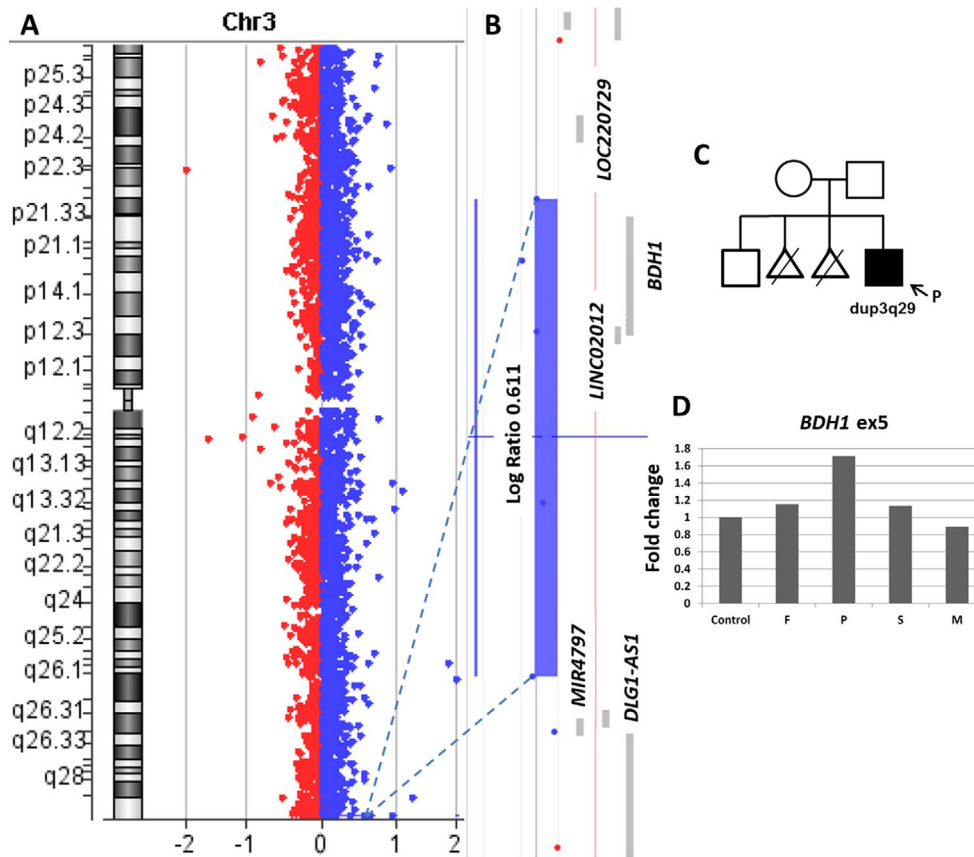 A
Chr3
p25.3
p24.3
p24.2
p22.3
p21.33
p21.1
p14.1
p12.3
p12.1
q12.2
q13.13
q13.32
q21.3
q22.2
q24
q25.2
q26.1
q26.31
q26.33
q28
-2
-1
0
1
2
B
LOC220729
BDH1
LINC02012
Log Ratio 0.611
MIR4797
DLG1-AS1
C
P
dup3q29
D
BDH1 ex5
Fold change
1.8
1.6
1.4
1.2
1
0.8
0.6
0.4
0.2
0
Control
F
P
S
M